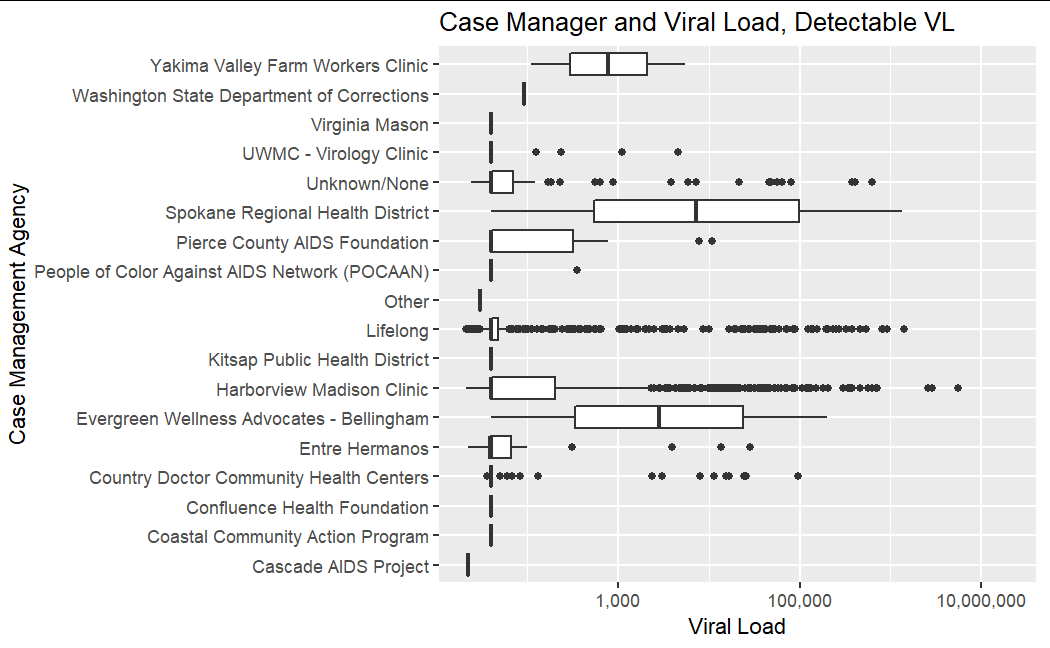 Case Manager and Viral Load, Detectable VL
Yakima Valley Farm Workers Clinic
Washington State Department of Corrections
Virginia Mason
UWMC - Virology Clinic
Unknown/None
Spokane Regional Health District
Pierce County AIDS Foundation
People of Color Against AIDS Network (POCAAN)
Other
Lifelong
Kitsap Public Health District
Harborview Madison Clinic
Evergreen Wellness Advocates - Bellingham
Entre Hermanos
Country Doctor Community Health Centers
Confluence Health Foundation
Coastal Community Action Program
Cascade AIDS Project
Case Management Agency
1,000
100,000
10,000,000
Viral Load